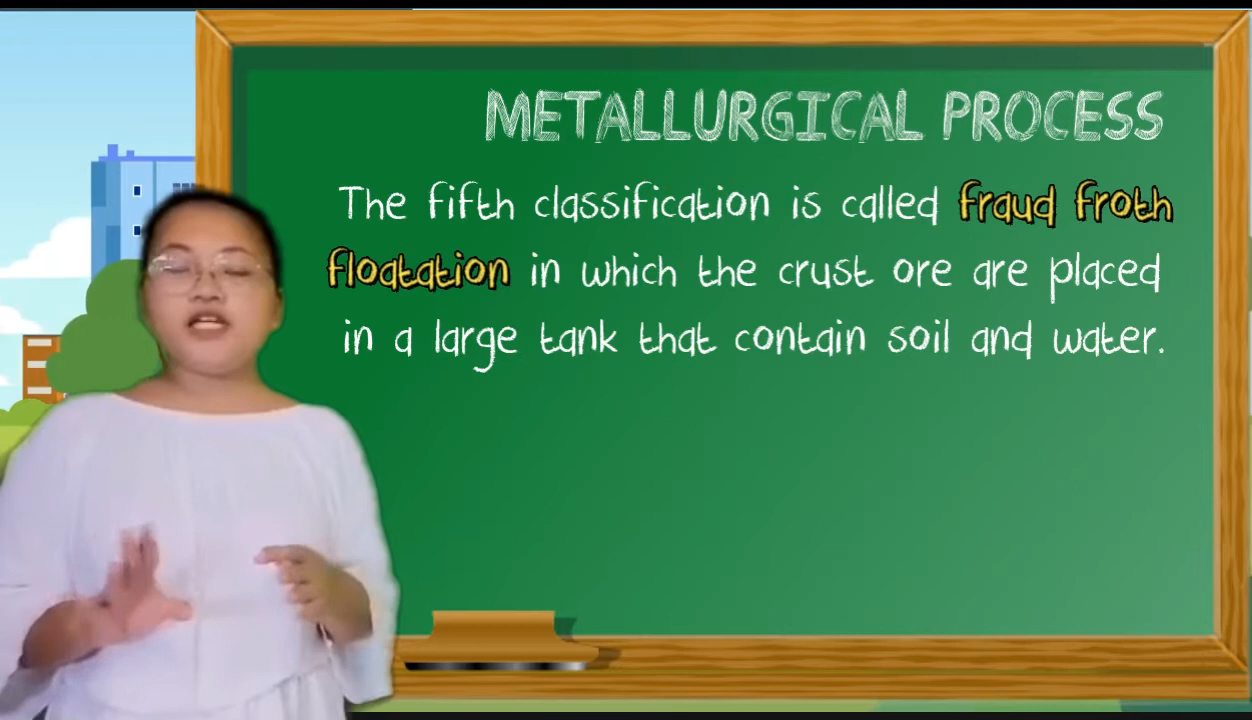 METALLURGICAL PROCESS
The fifth classification is called fraud froth
floatation in which the crust ore are placed
in a large tank that contain soil and water.